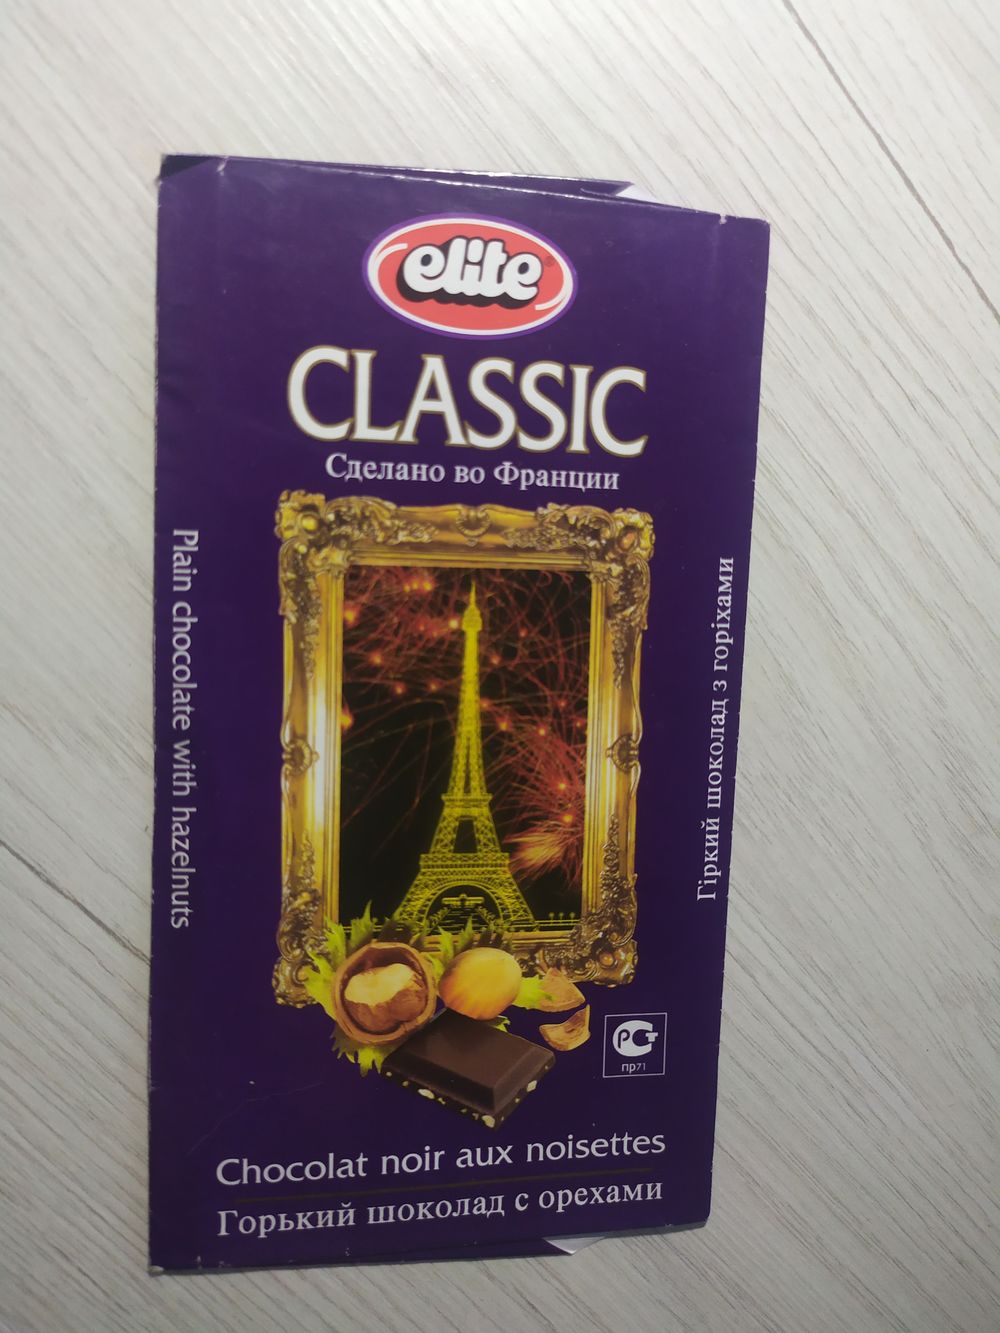 elite
CLASSIC
Сделано во Франции
Plain chocolate with hazelnuts
Гіркий шоколад з горіхами
РСТ
пр71
Chocolat noir aux noisettes
Горький шоколад с орехами